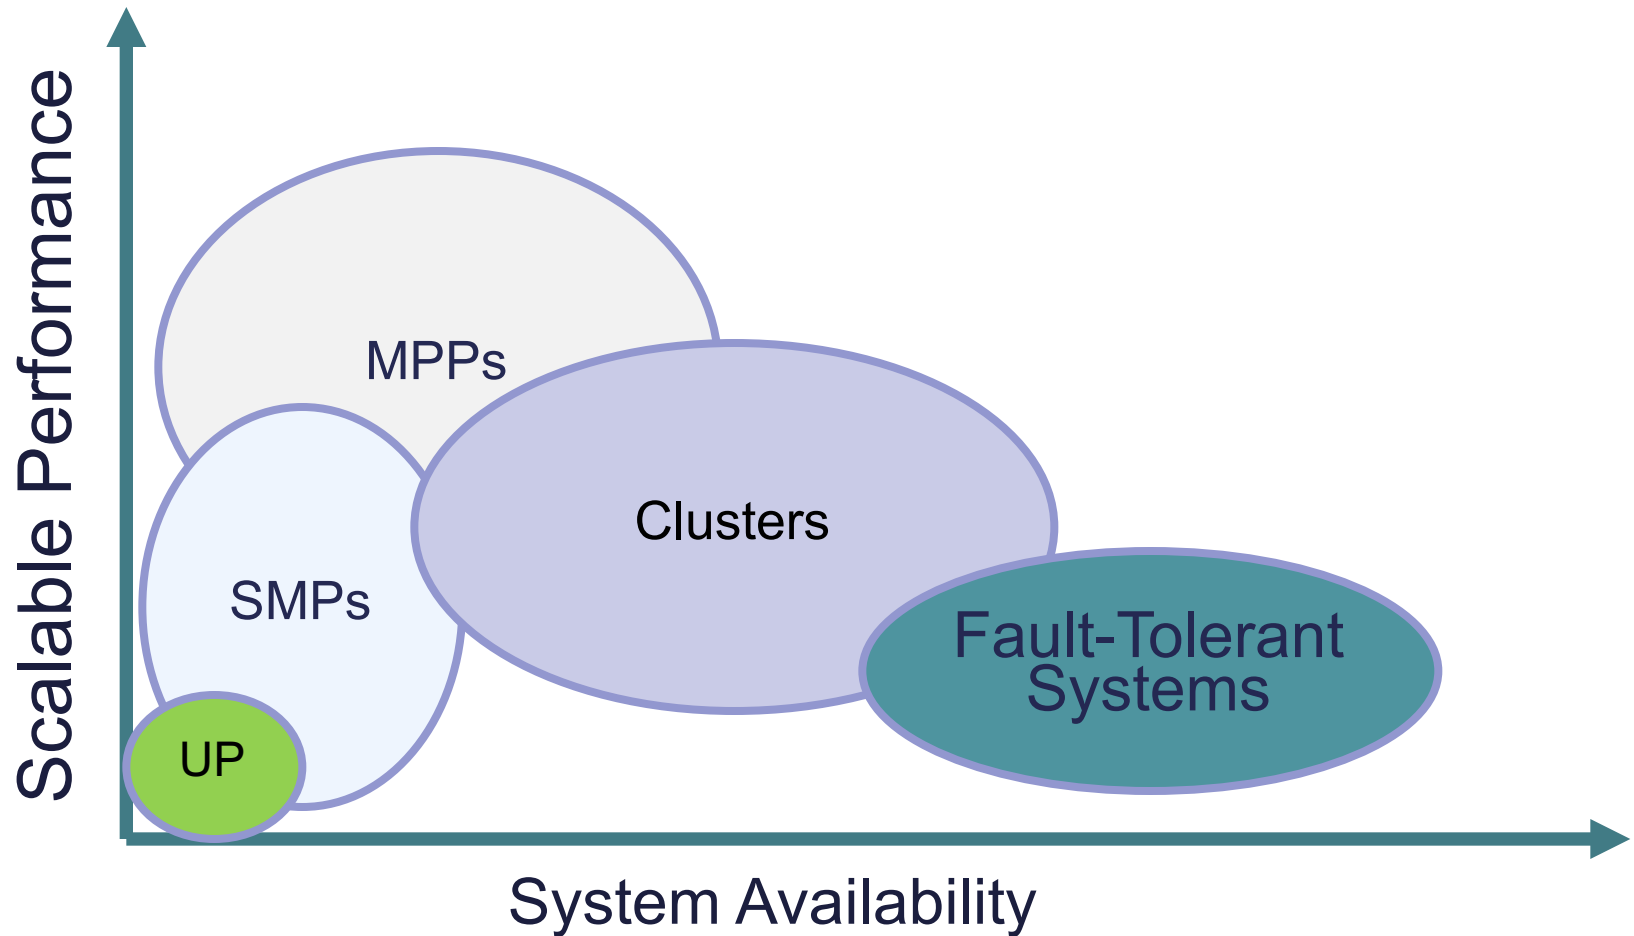 Scalable Performance
MPPs
Clusters
SMPs
Fault-Tolerant
Systems
UP
System Availability